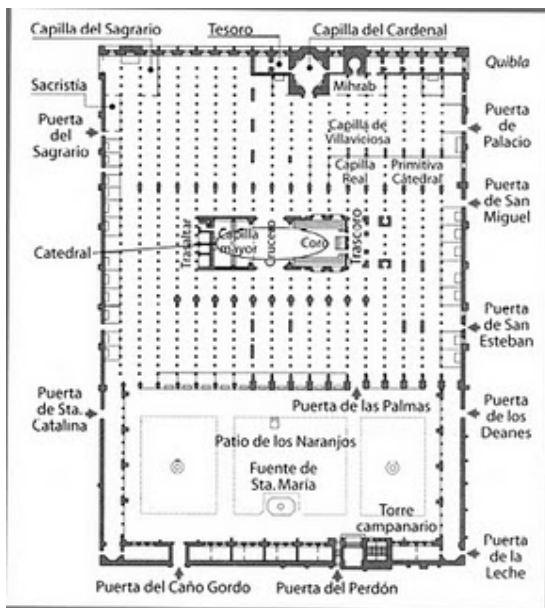 Capilla del Sagrario
Tesoro
Capilla del Cardenal
Quibla
Mihrab
Sacristía
Puerta
del
Sagrario
Capilla de
Villaviciosa
Puerta
de
Palacio
Capilla
Real
Primitiva
Cátedral
Puerta
de San
Miguel
Catedral
Trasaltar
Capilla
mayor
Crucero
Coro
Trascoro
Puerta
de San
Esteban
Puerta
de Sta.
Catalina
Puerta de las Palmas
Puerta
de los
Deanes
Patio de los Naranjos
Fuente de
Sta. María
Torre
campanario
Puerta
de la
Leche
Puerta del Caño Gordo
Puerta del Perdón